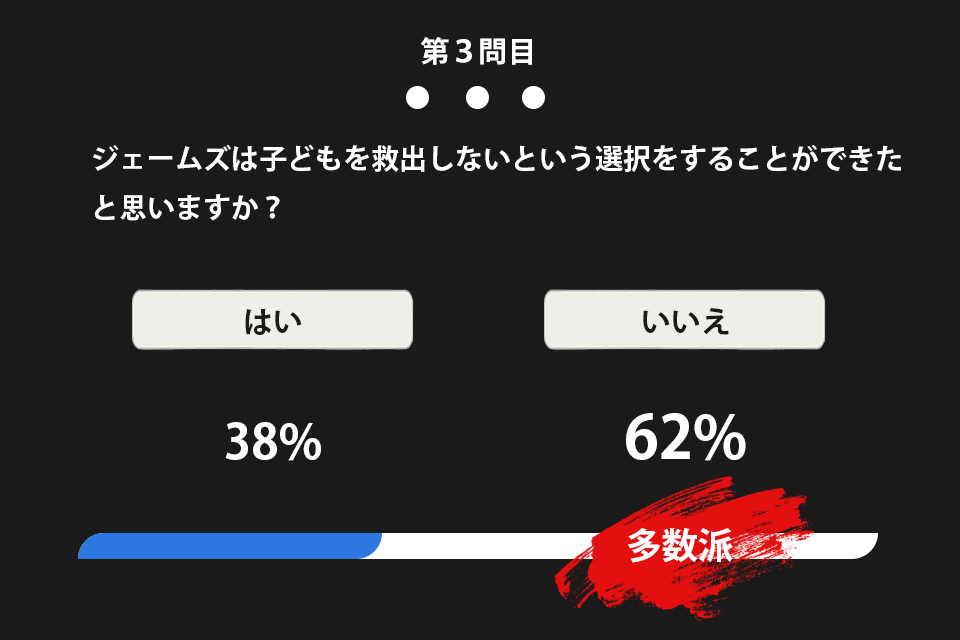 第３問目
ジェームズは子どもを救出しないという選択をすることができた
と思いますか？
はい
いいえ
38%
62%
多数派